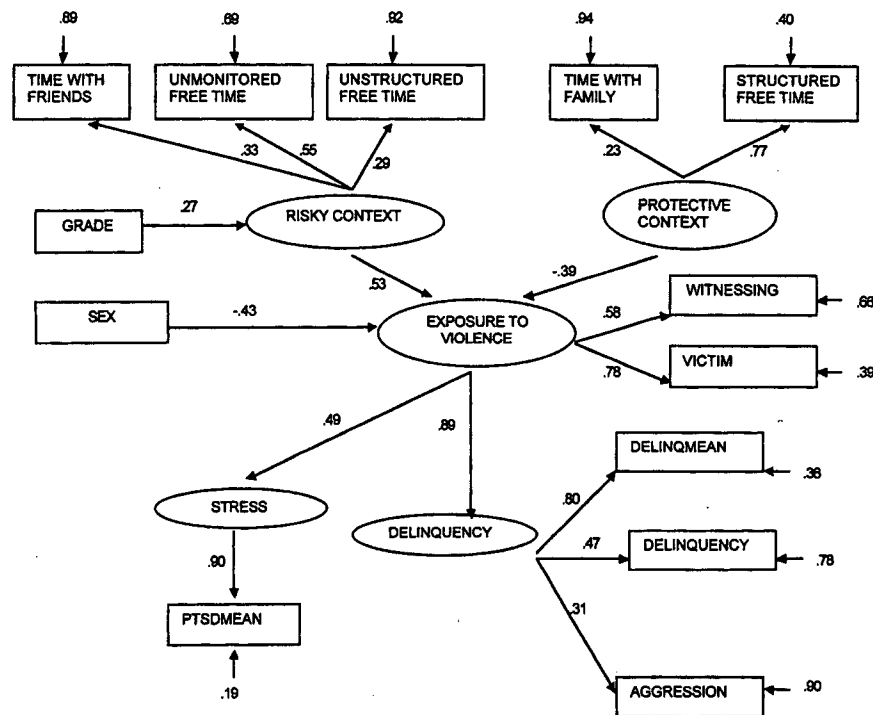 .89 .69 .92 .94 .40
TIME WITH FRIENDS
UNMONITORED FREE TIME
UNSTRUCTURED FREE TIME
TIME WITH FAMILY
STRUCTURED FREE TIME
.33 .55 .29 .23 .77
GRADE
.27
RISKY CONTEXT
PROTECTIVE CONTEXT
.53
-.39
SEX
-.43
EXPOSURE TO VIOLENCE
.58
WITNESSING
.66
.78
VICTIM
.39
.49
.89
DELINQMEAN
.36
.80
STRESS
DELINQUENCY
.47
DELINQUENCY
.78
.90
.31
PTSDMEAN
.19
AGGRESSION
.90